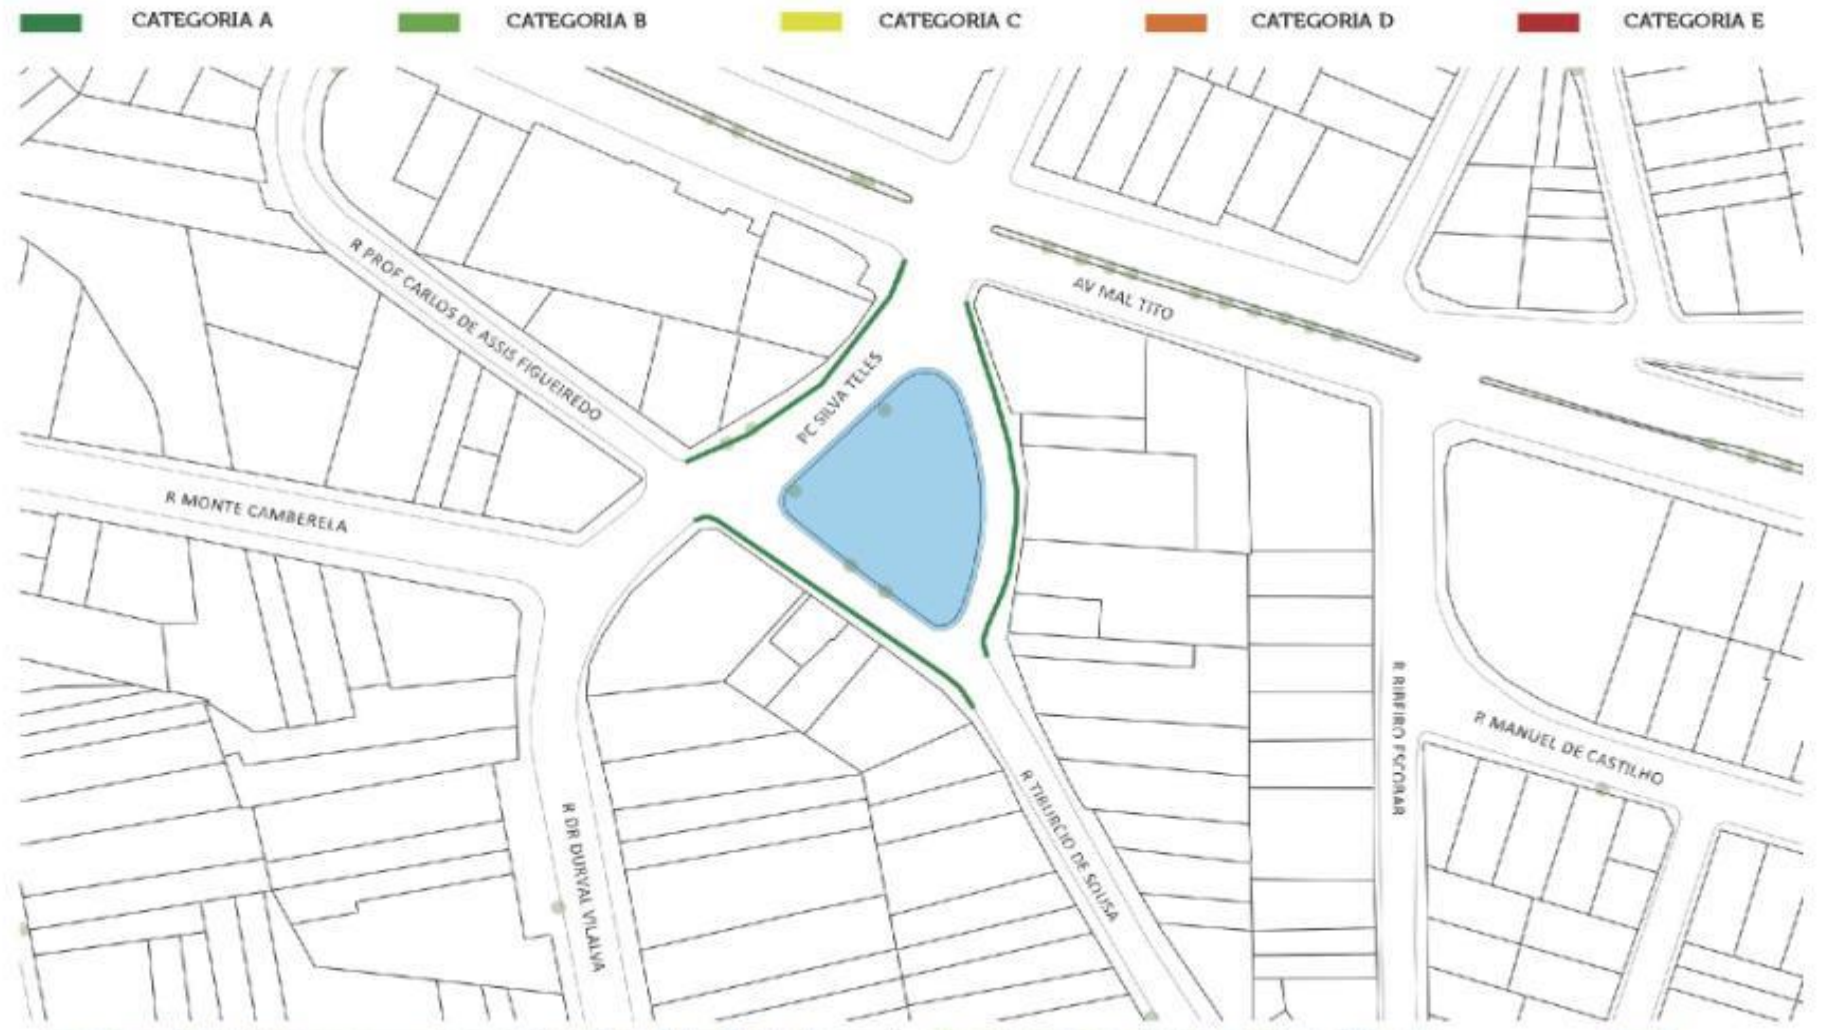 CATEGORIA A
CATEGORIA B
CATEGORIA C
CATEGORIA D
CATEGORIA E
R PROF CARLOS DE ASSIS FIGUEIREDO
AV MAL TITO
PC SILVA TELES
R MONTE CAMBERELA
R RIBEIRO ESCOBAR
R MANUEL DE CASTILHO
R DR DURVAL VILALVA
R TIBURCIO DE SOUSA